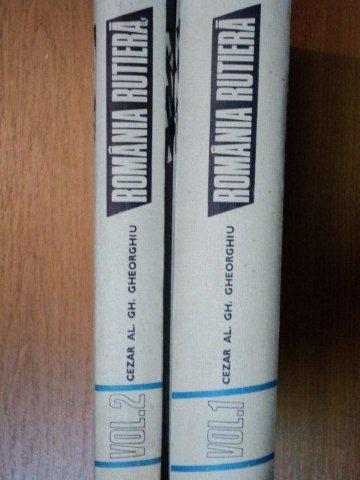 ROMÂNIA RUTIERĂ
CEZAR AL. GH. GHEORGHIU
VOL.2
ROMÂNIA RUTIERĂ
CEZAR AL. GH. GHEORGHIU
VOL.1